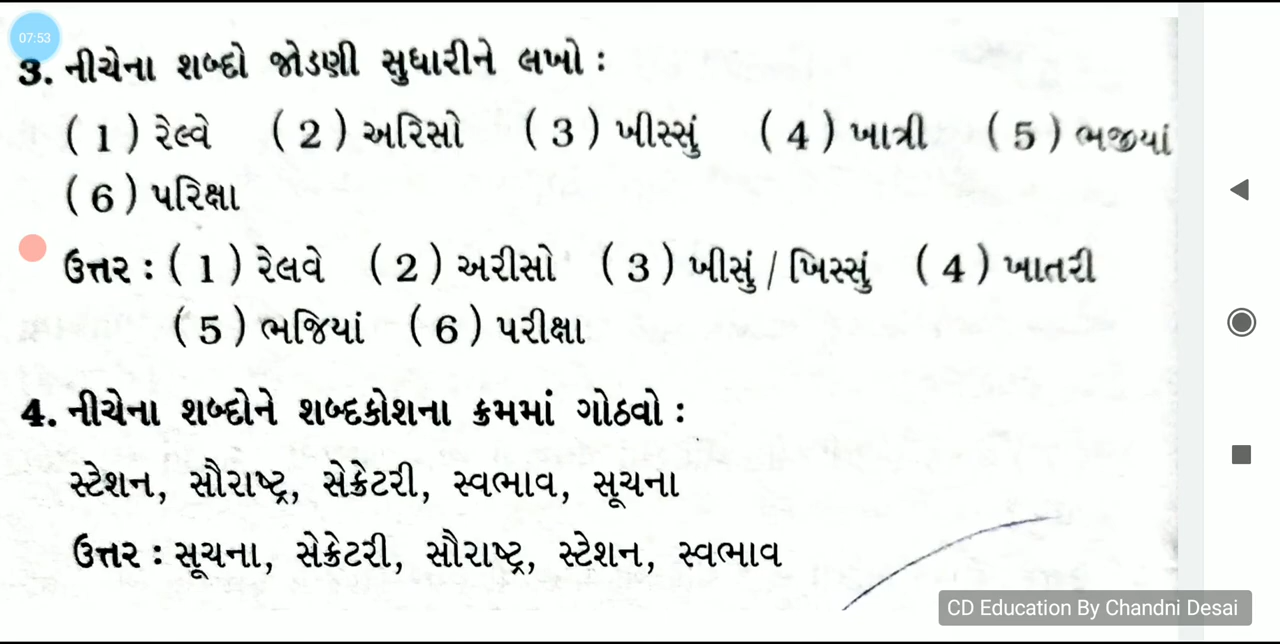 07:53
3. નીચેના શબ્દો જોડણી સુધારીને લખો :
( 1 ) રેલ્વે ( 2 ) અરિસો ( 3 ) ખીસ્સું ( 4 ) ખાત્રી ( 5 ) ભજીયાં
( 6 ) પરિક્ષા
ઉત્તર : ( 1 ) રેલવે ( 2 ) અરીસો ( 3 ) ખીસું / ખિસ્સું ( 4 ) ખાતરી
( 5 ) ભજિયાં ( 6 ) પરીક્ષા
4. નીચેના શબ્દોને શબ્દકોશના ક્રમમાં ગોઠવો :
સ્ટેશન, સૌરાષ્ટ્ર, સેક્રેટરી, સ્વભાવ, સૂચના
ઉત્તર : સૂચના, સેક્રેટરી, સૌરાષ્ટ્ર, સ્ટેશન, સ્વભાવ
CD Education By Chandni Desai